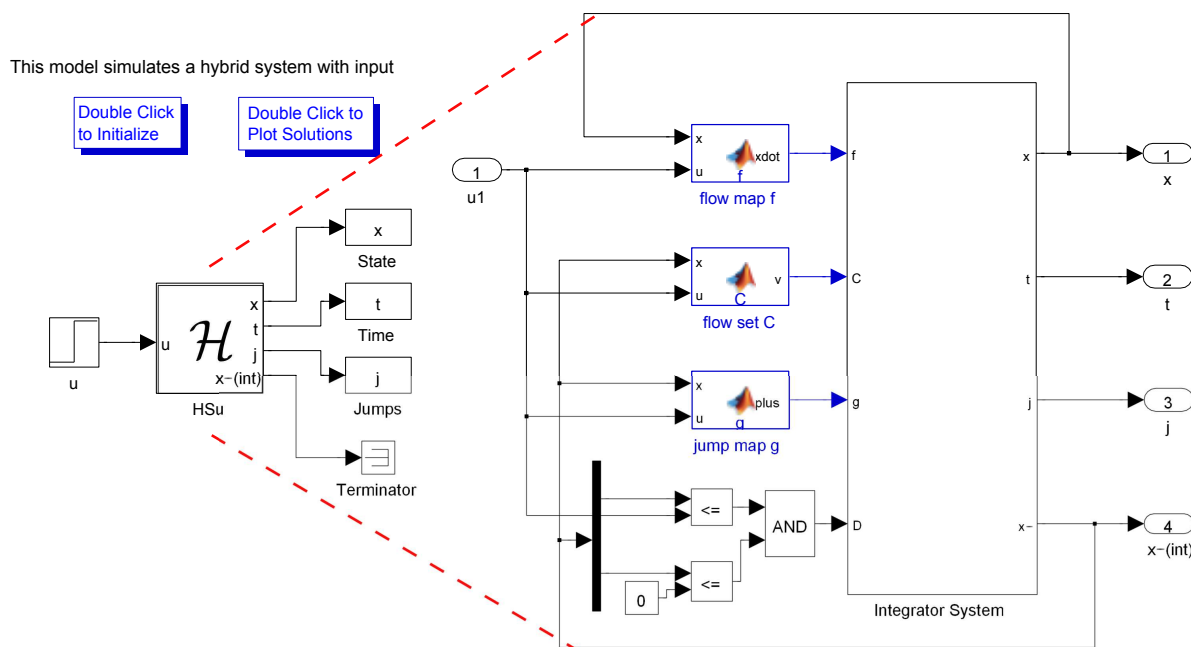 This model simulates a hybrid system with input
Double Click
to Initialize
Double Click to
Plot Solutions
u
u
H
x
t
j
x-(int)
HSu
x
State
t
Time
j
Jumps
Terminator
1
u1
x
u
xdot
f
flow map f
x
u
v
C
flow set C
x
u
plus
g
jump map g
<=
<=
0
AND
f
C
g
D
x
t
j
x-
Integrator System
1
x
2
t
3
j
4
x-(int)